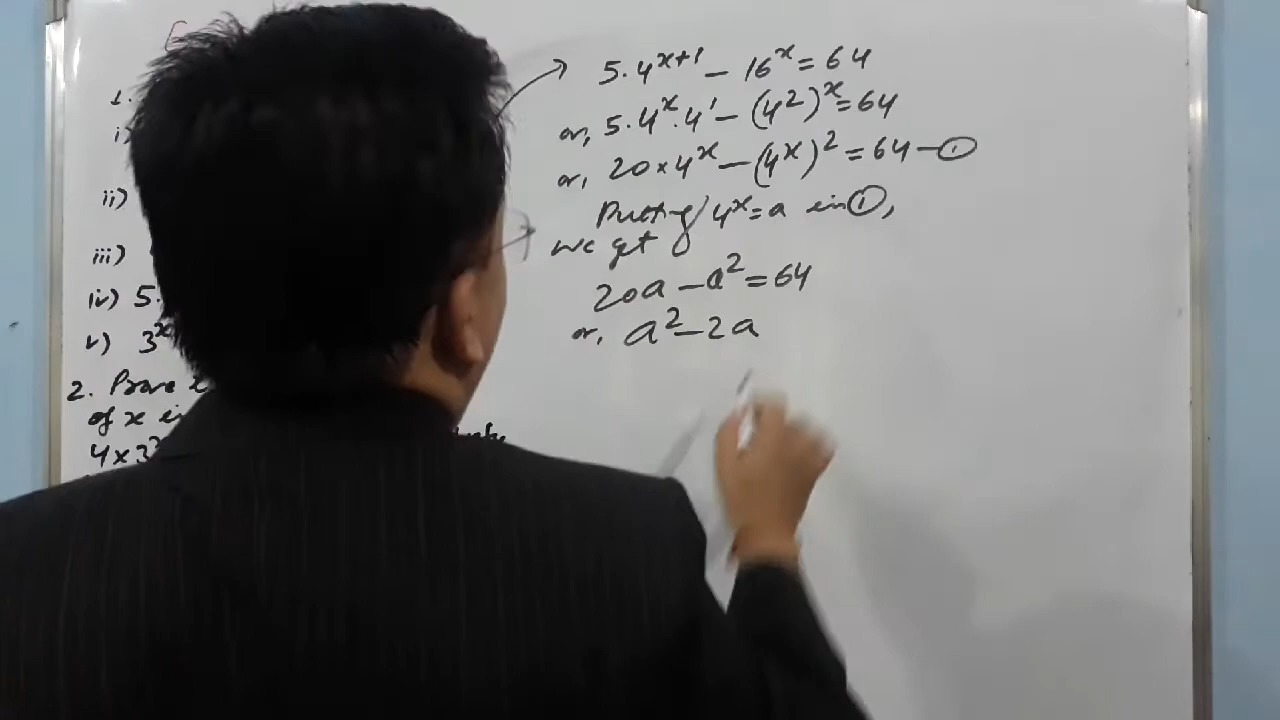 1.
i)
ii)
iii)
iv) 5.
v) 3^x
2. Prove
of x in
4×3
5.4^{x+1} – 16^x = 64
or, 5.4^x.4^1 – (4^2)^x = 64
or, 20×4^x – (4^x)^2 = 64 – ①
Putting 4^x = a in ①,
we get
20a – a^2 = 64
or, a^2 – 2a